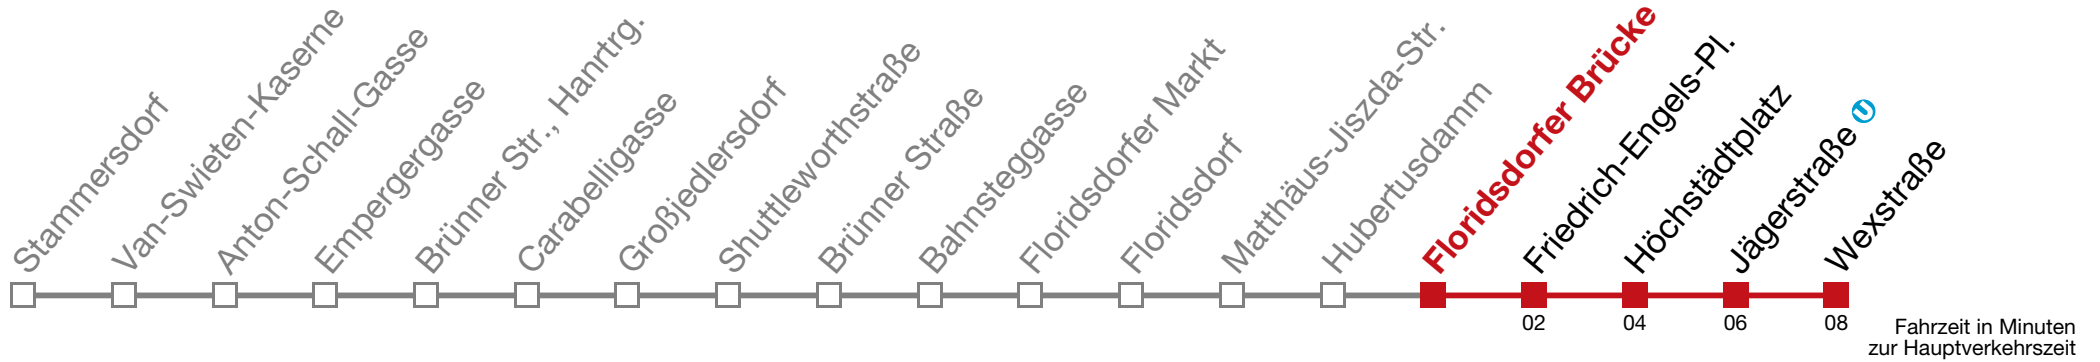 Stammersdorf
Van-Swieten-Kaserne
Anton-Schall-Gasse
Empergergasse
Brünner Str., Hanrtrg.
Carabelligasse
Großjedlersdorf
Shuttleworthstraße
Brünner Straße
Bahnsteggasse
Floridsdorfer Markt
Floridsdorf
Matthäus-Jiszda-Str.
Hubertusdamm
Floridsdorfer Brücke
Friedrich-Engels-Pl.
Höchstädtplatz
Jägerstraße U
Wexstraße
02 04 06 08
Fahrzeit in Minuten
zur Hauptverkehrszeit